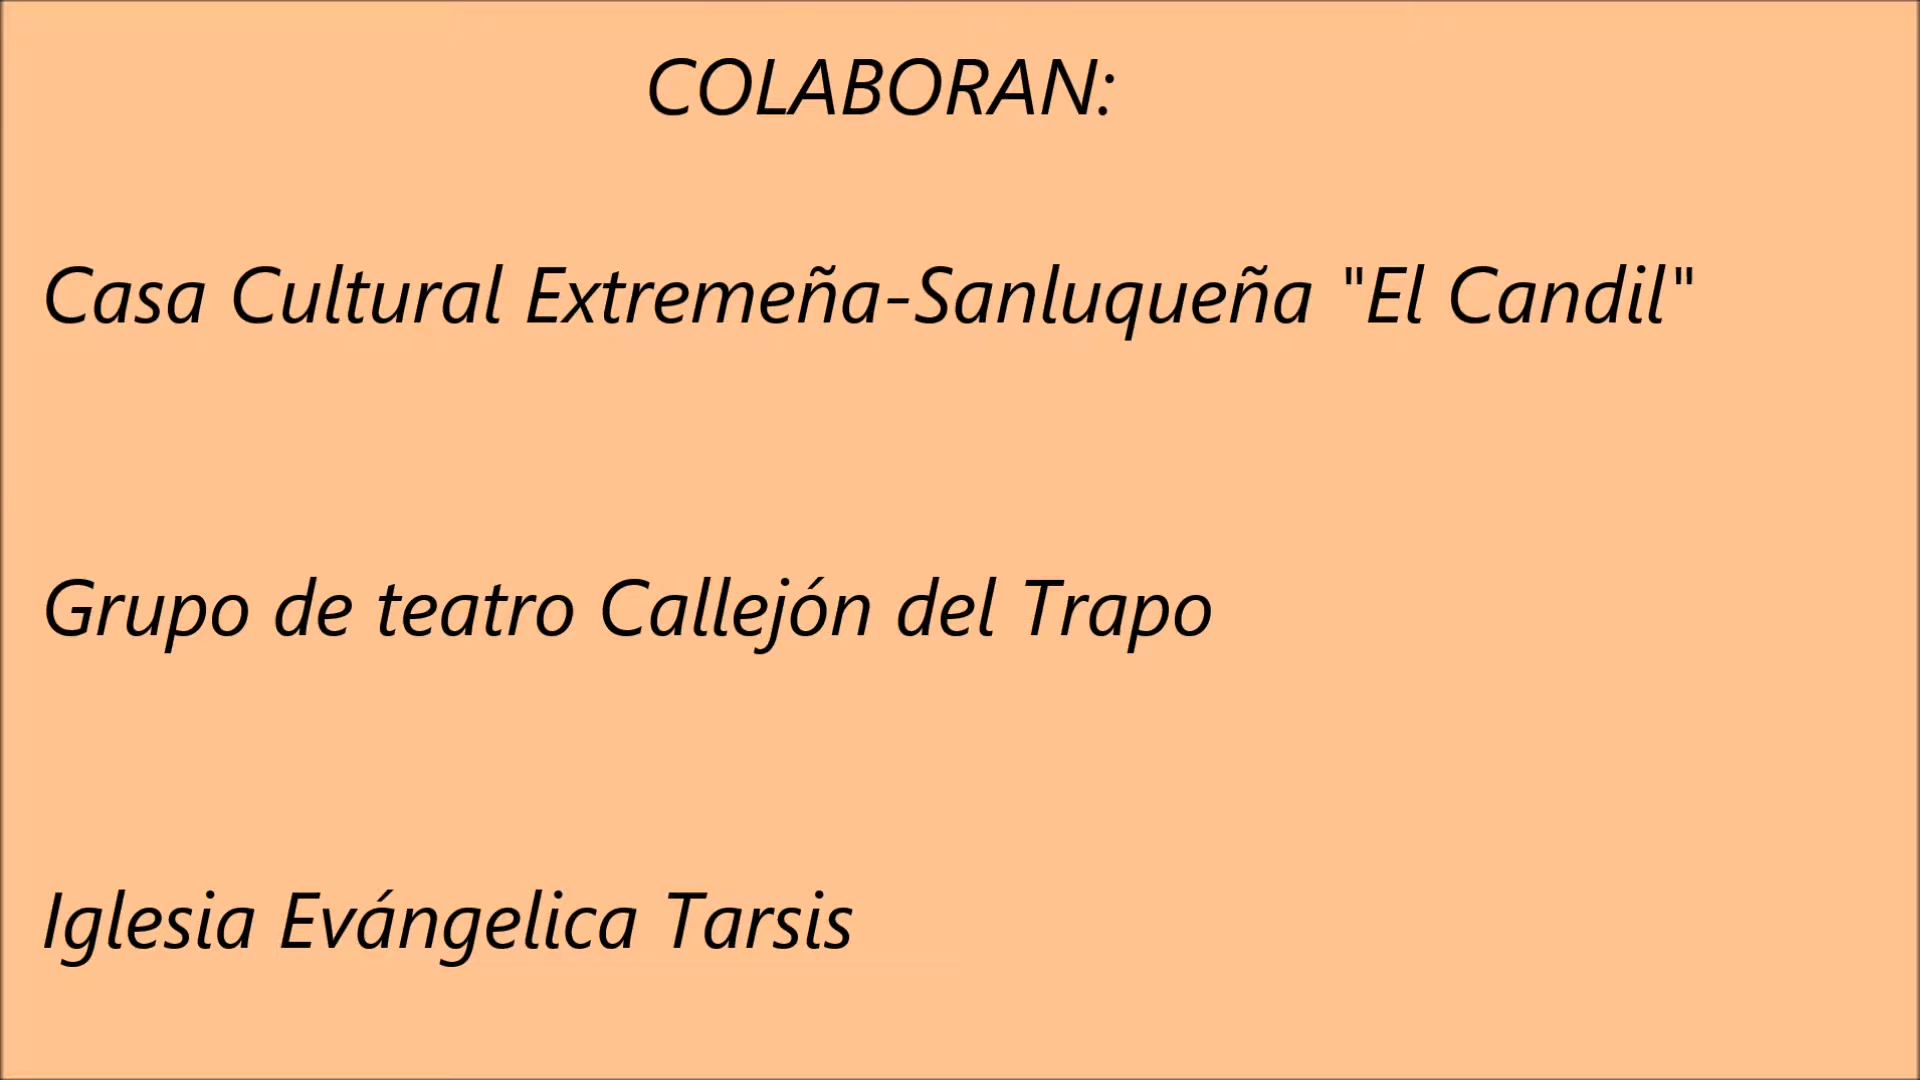 COLABORAN:
Casa Cultural Extremeña-Sanluqueña "El Candil"
Grupo de teatro Callejón del Trapo
Iglesia Evángelica Tarsis